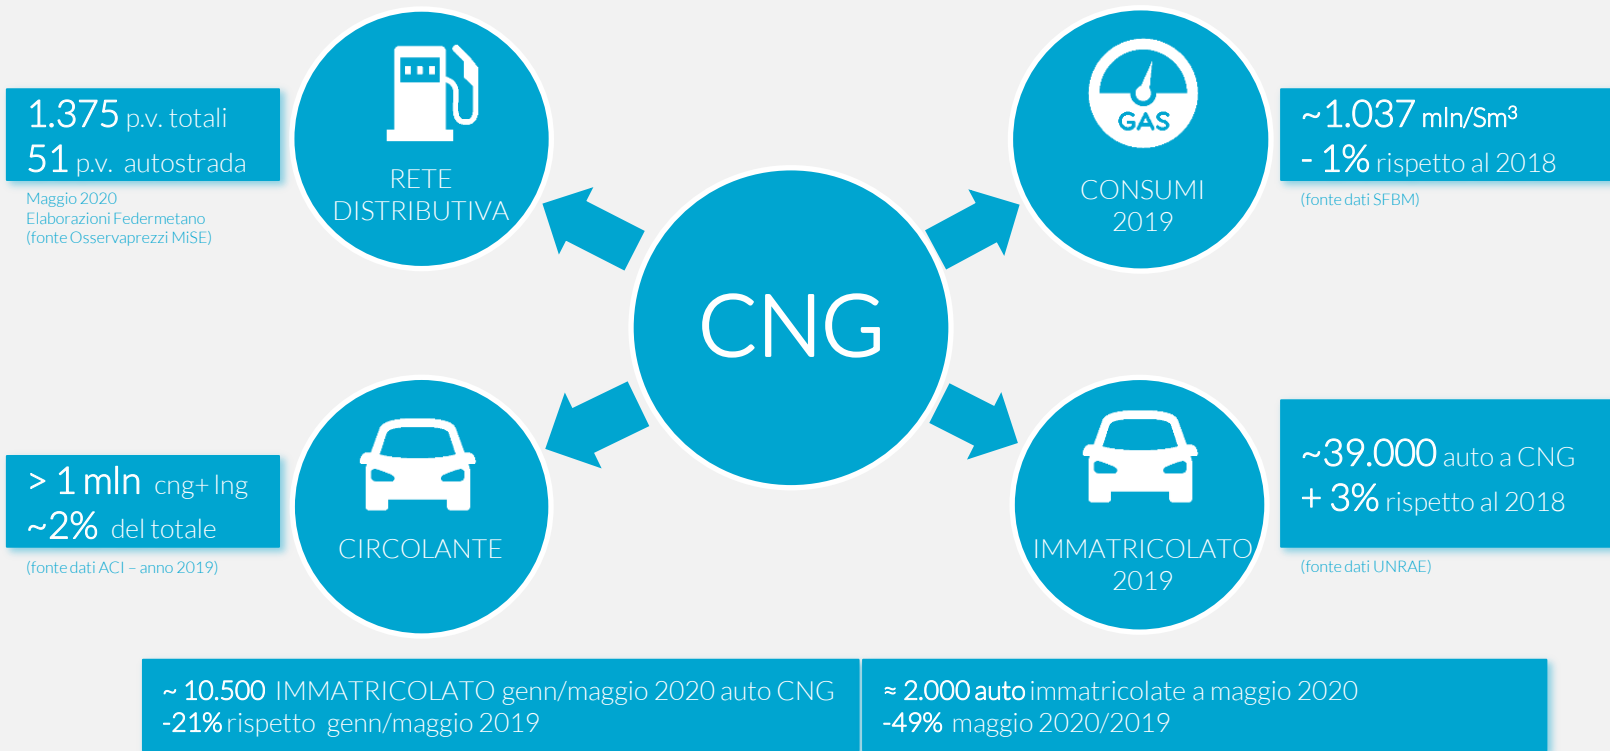 1.375 p.v. totali
51 p.v. autostrada
Maggio 2020
Elaborazioni Federmetano
(fonte Osservaprezzi MiSE)
RETE
DISTRIBUTIVA
GAS
CONSUMI
2019
~1.037 mln/Sm³
- 1% rispetto al 2018
(fonte dati SFBM)
CNG
> 1 mln cng+ lng
~2% del totale
(fonte dati ACI – anno 2019)
CIRCOLANTE
IMMATRICOLATO
2019
~39.000 auto a CNG
+ 3% rispetto al 2018
(fonte dati UNRAE)
~ 10.500 IMMATRICOLATO genn/maggio 2020 auto CNG
-21% rispetto genn/maggio 2019
≈ 2.000 auto immatricolate a maggio 2020
-49% maggio 2020/2019